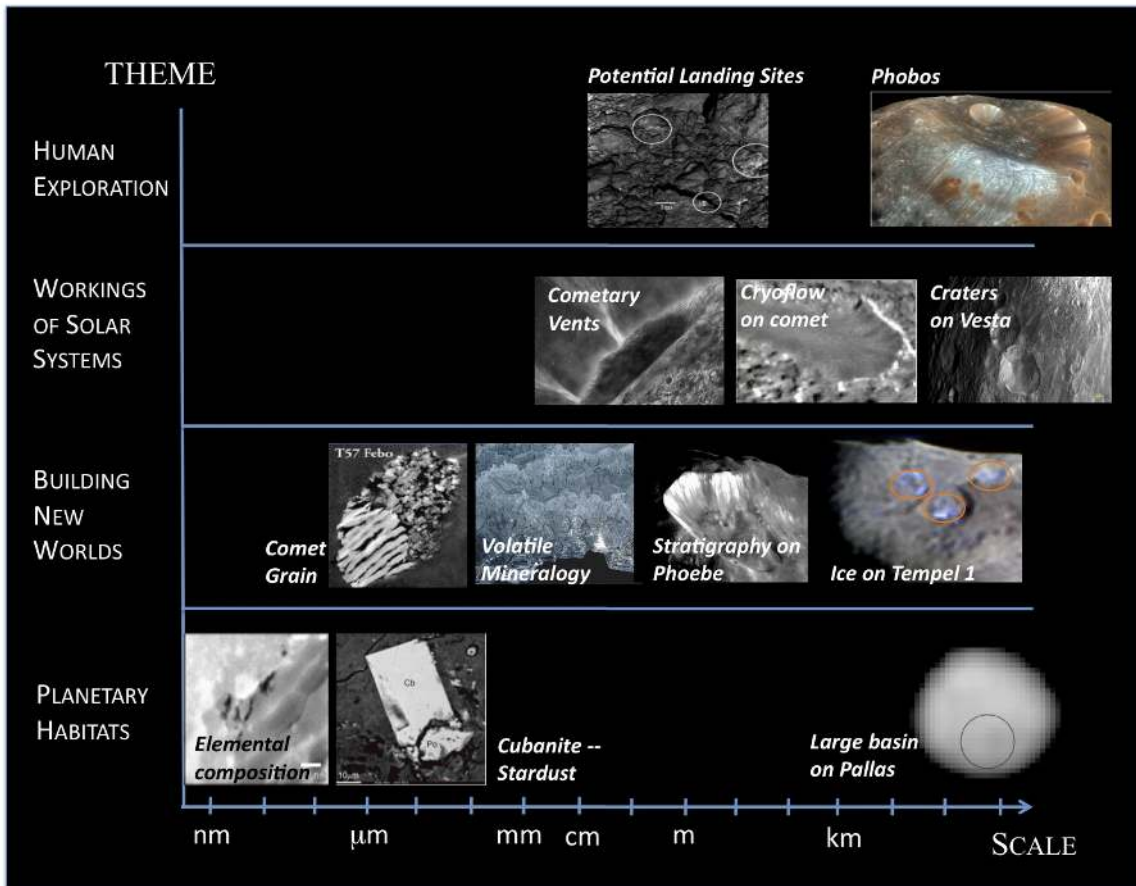 THEME
Potential Landing Sites
Phobos
HUMAN
EXPLORATION
WORKINGS
OF SOLAR
SYSTEMS
Cometary
Vents
Cryoflow
on comet
Craters
on Vesta
BUILDING
NEW
WORLDS
T57 Febo
Comet
Grain
Volatile
Mineralogy
Stratigraphy on
Phoebe
Ice on Tempel 1
PLANETARY
HABITATS
Elemental
composition
Cb
Po
10µm
Cubanite --
Stardust
Large basin
on Pallas
nm
µm
mm
cm
m
km
SCALE